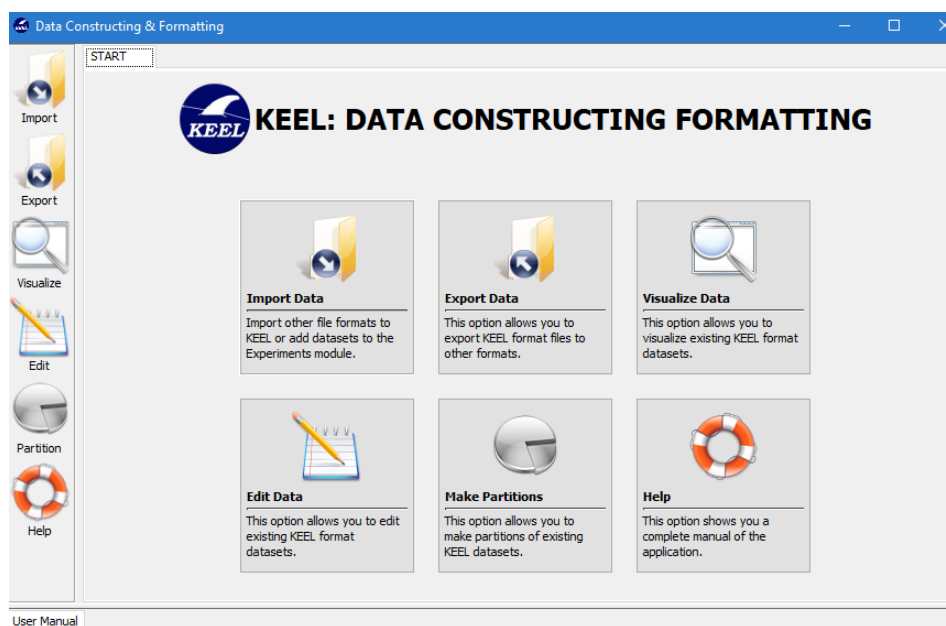 Data Constructing & Formatting
START
Import
Export
Visualize
Edit
Partition
Help
KEEL
KEEL: DATA CONSTRUCTING FORMATTING
Import Data
Import other file formats to
KEEL or add datasets to the
Experiments module.
Export Data
This option allows you to
export KEEL format files to
other formats.
Visualize Data
This option allows you to
visualize existing KEEL format
datasets.
Edit Data
This option allows you to edit
existing KEEL format
datasets.
Make Partitions
This option allows you to
make partitions of existing
KEEL datasets.
Help
This option shows you a
complete manual of the
application.
User Manual